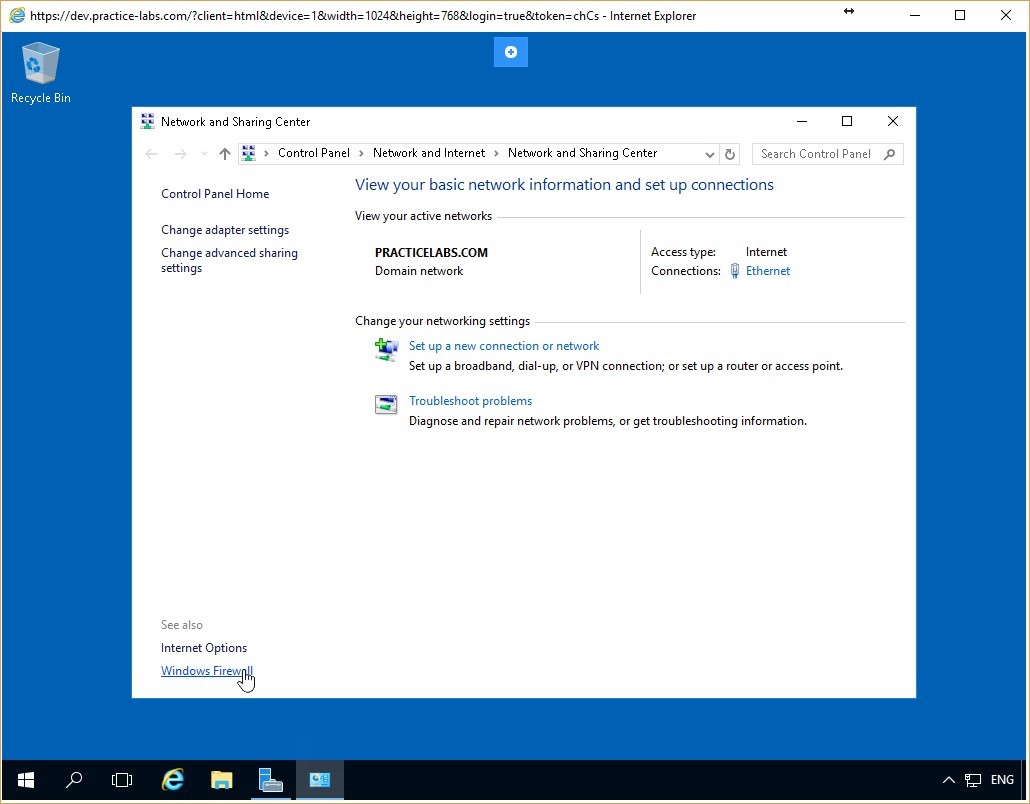 https://dev.practice-labs.com/?client=html&device=1&width=1024&height=768&login=true&token=chCs - Internet Explorer
Recycle Bin
Network and Sharing Center
Control Panel > Network and Internet > Network and Sharing Center
Search Control Panel
Control Panel Home
Change adapter settings
Change advanced sharing
settings
View your basic network information and set up connections
View your active networks
PRACTICELABS.COM
Domain network
Access type: Internet
Connections: Ethernet
Change your networking settings
Set up a new connection or network
Set up a broadband, dial-up, or VPN connection; or set up a router or access point.
Troubleshoot problems
Diagnose and repair network problems, or get troubleshooting information.
See also
Internet Options
Windows Firewall
ENG